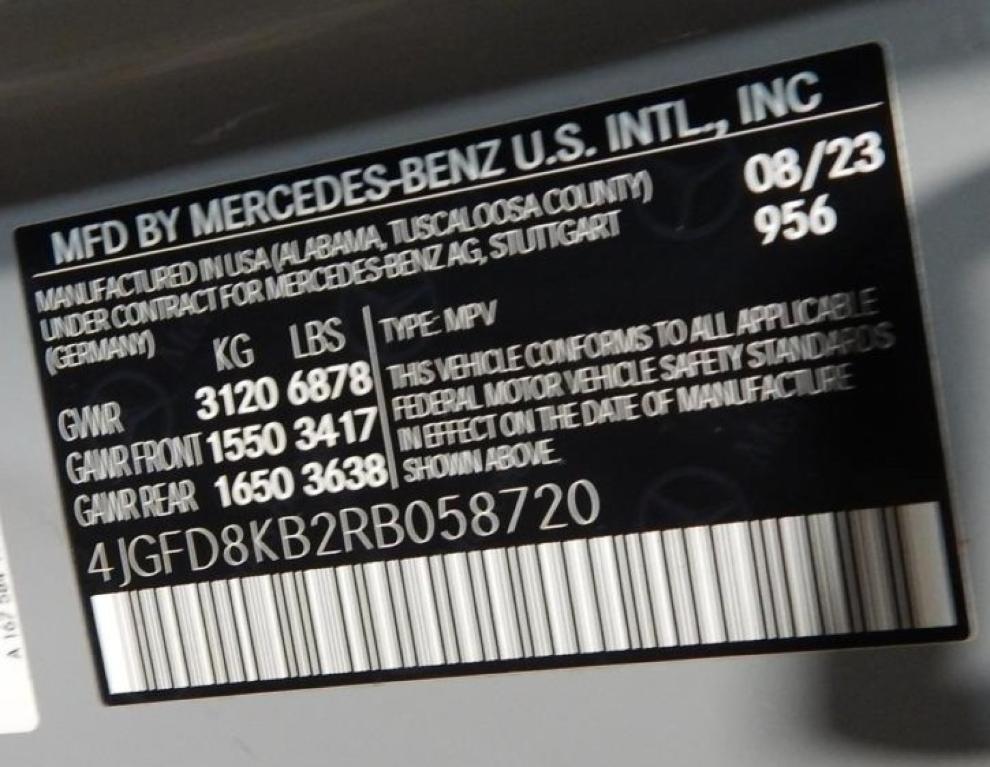 MFD BY MERCEDES-BENZ U.S. INTL., INC
MANUFACTURED IN USA (ALABAMA, TUSCALOOSA COUNTY)
UNDER CONTRACT FOR MERCEDES-BENZ AG, STUTTGART
(GERMANY)
08/23
956
KG LBS
GVWR 3120 6878
GAWR FRONT 1550 3417
GAWR REAR 1650 3638
TYPE: MPV
THIS VEHICLE CONFORMS TO ALL APPLICABLE
FEDERAL MOTOR VEHICLE SAFETY STANDARDS
IN EFFECT ON THE DATE OF MANUFACTURE
SHOWN ABOVE.
4JGFD8KB2RB058720
A 167 584